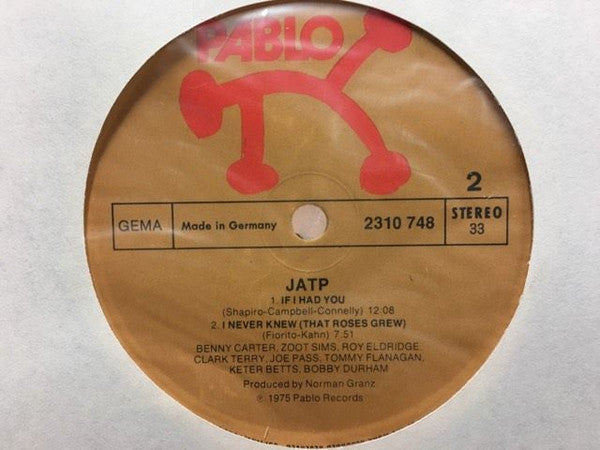 PABLO
2
GEMA Made in Germany 2310 748 STEREO
33
JATP
1. IF I HAD YOU
(Shapiro-Campbell-Connelly) 12:08
2. I NEVER KNEW (THAT ROSES GREW)
(Fiorito-Kahn) 7:51
BENNY CARTER, ZOOT SIMS, ROY ELDRIDGE
CLARK TERRY, JOE PASS, TOMMY FLANAGAN,
KETER BETTS, BOBBY DURHAM
Produced by Norman Granz
℗ 1975 Pablo Records